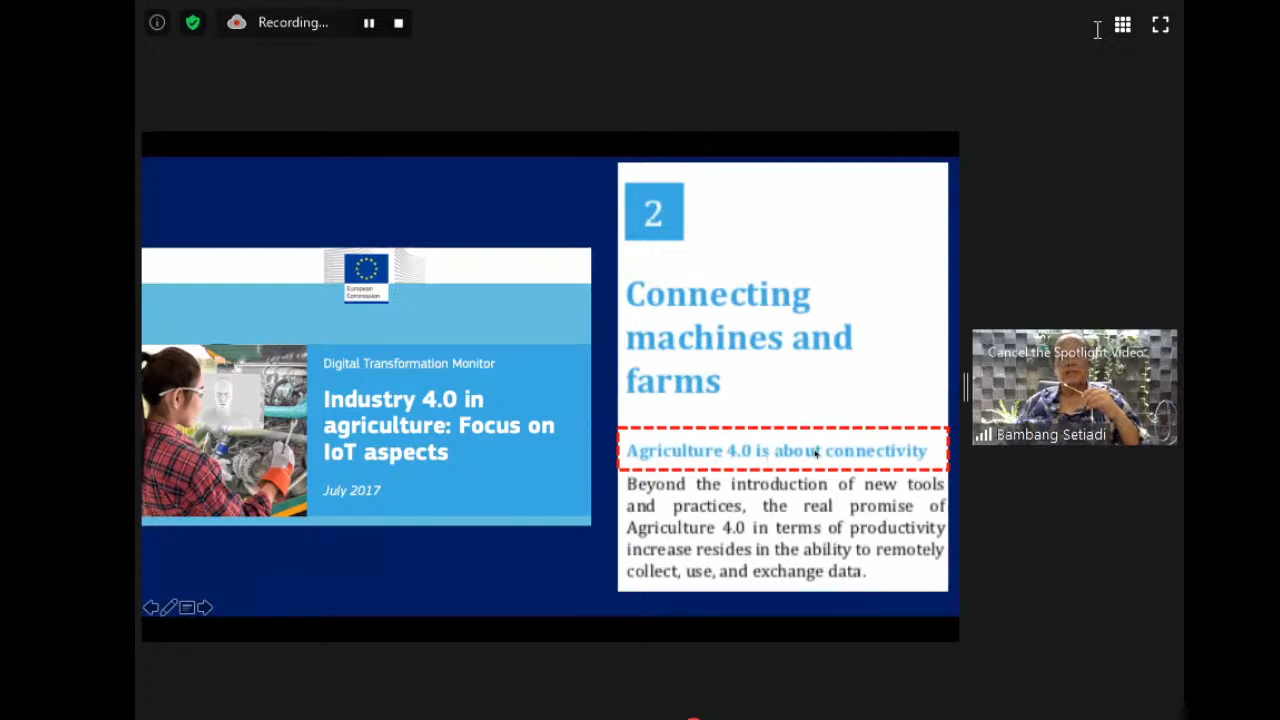 Recording...
European
Commission
Digital Transformation Monitor
Industry 4.0 in
agriculture: Focus on
IoT aspects
July 2017
2
Connecting
machines and
farms
Agriculture 4.0 is about connectivity
Beyond the introduction of new tools
and practices, the real promise of
Agriculture 4.0 in terms of productivity
increase resides in the ability to remotely
collect, use, and exchange data.
Cancel the Spotlight Video
Bambang Setiadi